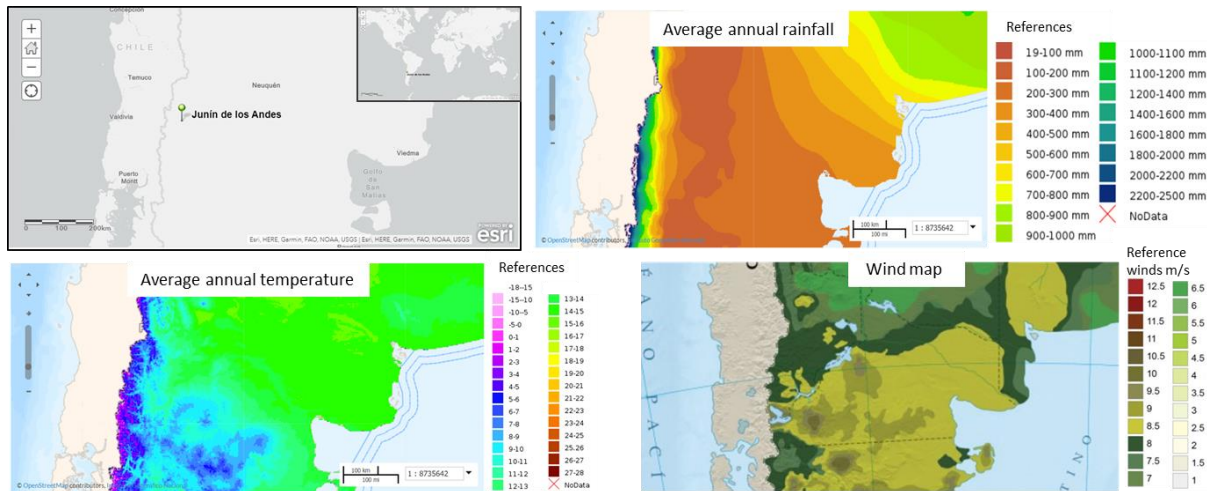 Concepción
CHILE
Temuco
Neuquén
Junín de los Andes
Valdivia
Viedma
Puerto
Montt
Golfo
de
San
Matías
0 100 200km
Esri, HERE, Garmin, FAO, NOAA, USGS | Esri, HERE, Garmin, FAO, NOAA, USGS
POWERED BY
esri
Average annual rainfall
100 km
100 mi
1 : 8735642
© OpenStreetMap contributors
References
19-100 mm
100-200 mm
200-300 mm
300-400 mm
400-500 mm
500-600 mm
600-700 mm
700-800 mm
800-900 mm
900-1000 mm
1000-1100 mm
1100-1200 mm
1200-1400 mm
1400-1600 mm
1600-1800 mm
1800-2000 mm
2000-2200 mm
2200-2500 mm
NoData
Average annual temperature
100 km
100 mi
1 : 8735642
© OpenStreetMap contributors
References
-18-15
-15-10
-10--5
-5-0
0-1
1-2
2-3
3-4
4-5
5-6
6-7
7-8
8-9
9-10
10-11
11-12
12-13
13-14
14-15
15-16
16-17
17-18
18-19
19-20
20-21
21-22
22-23
23-24
24-25
25.26
26-27
27-28
NoData
Wind map
ANO PACÍ
TINO
Reference
winds m/s
12.5
12
11.5
11
10.5
10
9.5
9
8.5
8
7.5
7
6.5
6
5.5
5
4.5
4
3.5
3
2.5
2
1.5
1